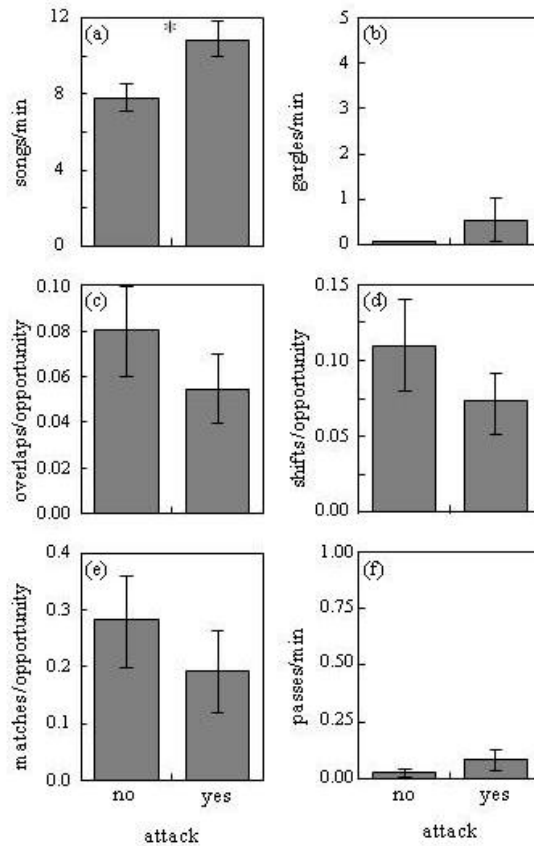 (a)
*
songs/min
12
8
4
0
(b)
gargles/min
5
4
3
2
1
0
(c)
overlaps/opportunity
0.10
0.08
0.06
0.04
0.02
0.00
(d)
shifts/opportunity
0.15
0.10
0.05
0.00
(e)
matches/opportunity
0.4
0.3
0.2
0.1
0.0
no yes
attack
(f)
passes/min
1.00
0.75
0.50
0.25
0.00
no yes
attack